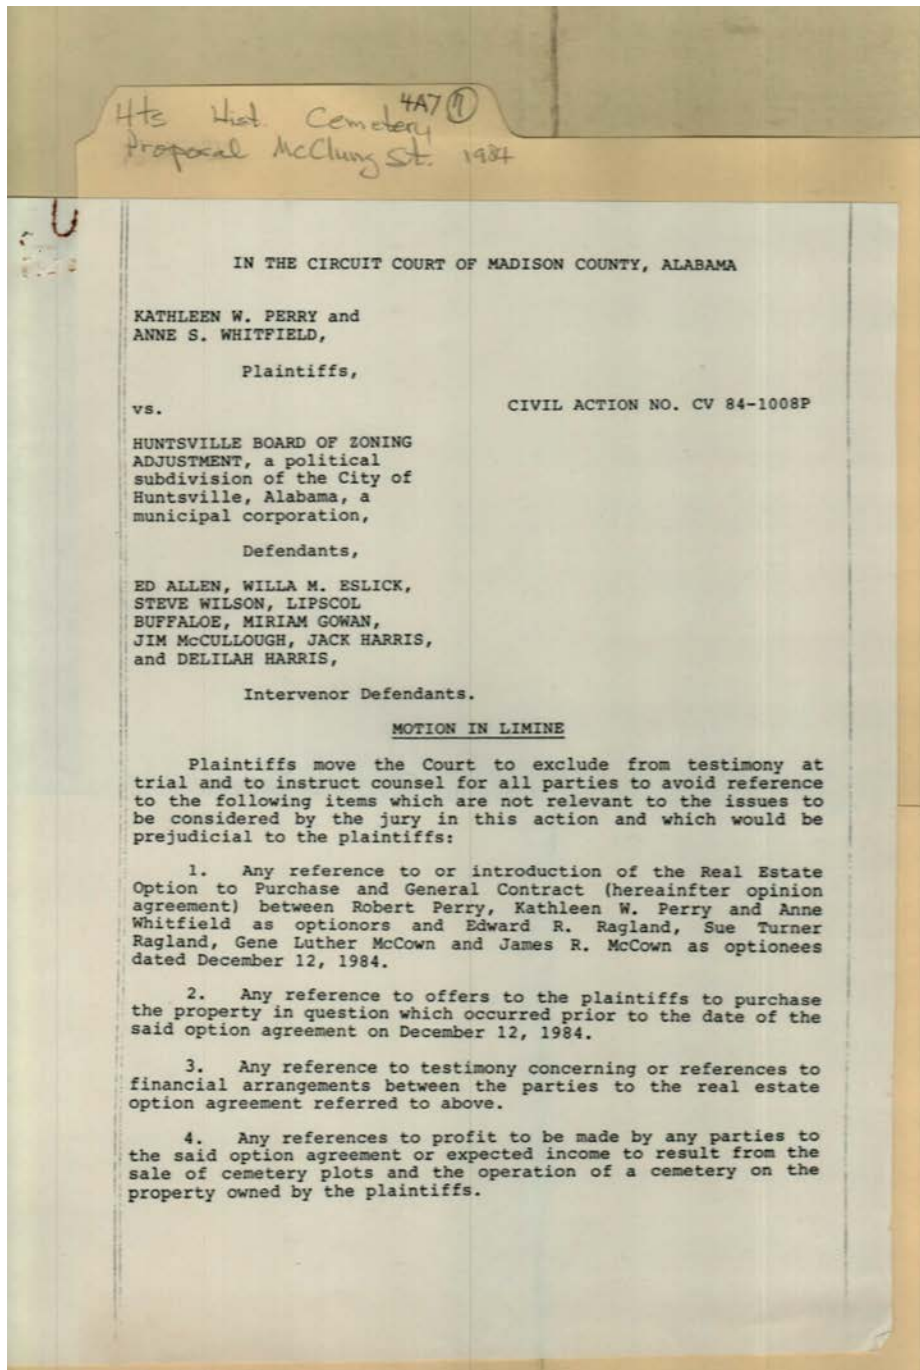 4A7 7
Hts Hist. Cemetery
Proposal McClung St. 1984
IN THE CIRCUIT COURT OF MADISON COUNTY, ALABAMA
KATHLEEN W. PERRY and
ANNE S. WHITFIELD,
Plaintiffs,
vs. CIVIL ACTION NO. CV 84-1008P
HUNTSVILLE BOARD OF ZONING
ADJUSTMENT, a political
subdivision of the City of
Huntsville, Alabama, a
municipal corporation,
Defendants,
ED ALLEN, WILLA M. ESLICK,
STEVE WILSON, LIPSCOL
BUFFALOE, MIRIAM GOWAN,
JIM McCULLOUGH, JACK HARRIS,
and DELILAH HARRIS,
Intervenor Defendants.
MOTION IN LIMINE
Plaintiffs move the Court to exclude from testimony at
trial and to instruct counsel for all parties to avoid reference
to the following items which are not relevant to the issues to
be considered by the jury in this action and which would be
prejudicial to the plaintiffs:
1. Any reference to or introduction of the Real Estate
Option to Purchase and General Contract (hereainfter opinion
agreement) between Robert Perry, Kathleen W. Perry and Anne
Whitfield as optionors and Edward R. Ragland, Sue Turner
Ragland, Gene Luther McCown and James R. McCown as optionees
dated December 12, 1984.
2. Any reference to offers to the plaintiffs to purchase
the property in question which occurred prior to the date of the
said option agreement on December 12, 1984.
3. Any reference to testimony concerning or references to
financial arrangements between the parties to the real estate
option agreement referred to above.
4. Any references to profit to be made by any parties to
the said option agreement or expected income to result from the
sale of cemetery plots and the operation of a cemetery on the
property owned by the plaintiffs.